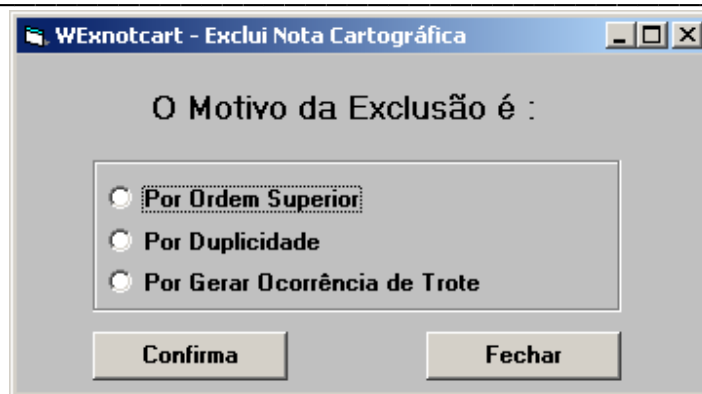 WExnotcart - Exclui Nota Cartográfica
O Motivo da Exclusão é :
Por Ordem Superior
Por Duplicidade
Por Gerar Ocorrência de Trote
Confirma Fechar